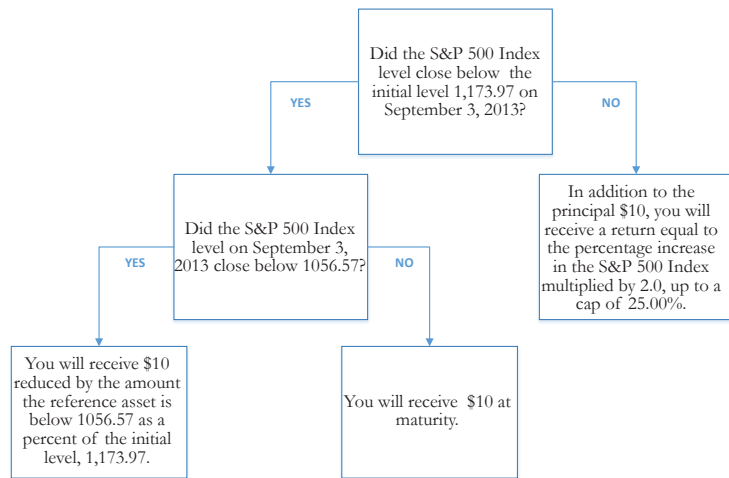 Did the S&P 500 Index
level close below the
initial level 1,173.97 on
September 3, 2013?
YES
NO
Did the S&P 500 Index
level on September 3,
2013 close below 1056.57?
In addition to the
principal $10, you will
receive a return equal to
the percentage increase
in the S&P 500 Index
multiplied by 2.0, up to a
cap of 25.00%.
YES
NO
You will receive $10
reduced by the amount
the reference asset is
below 1056.57 as a
percent of the initial
level, 1,173.97.
You will receive $10 at
maturity.